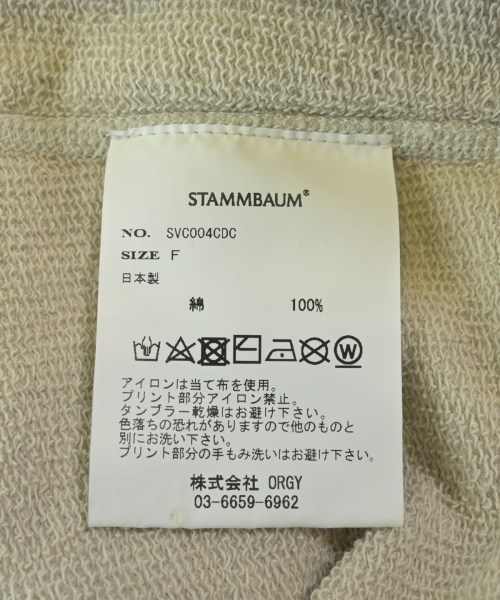 STAMMBAUM®
NO. SVC004CDC
SIZE F
日本製
綿 100%
W
アイロンは当て布を使用。
プリント部分アイロン禁止。
タンブラー乾燥はお避け下さい。
色落ちの恐れがありますので他のものと
別にお洗い下さい。
プリント部分の手もみ洗いはお避け下さい。
株式会社 ORGY
03-6659-6962